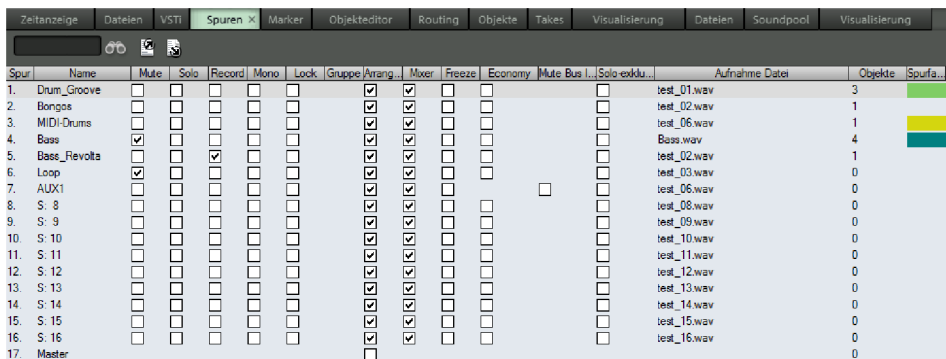 Zeitanzeige Dateien VSTi Spuren × Marker Objekteditor Routing Objekte Takes Visualisierung Dateien Soundpool Visualisierung
Spur Name Mute Solo Record Mono Lock Gruppe Arrang... Mixer Freeze Economy Mute Bus I... Solo-exklu... Aufnahme Datei Objekte Spurfa...
1. Drum_Groove test_01.wav 3
2. Bongos test_02.wav 1
3. MIDI-Drums test_06.wav 1
4. Bass Bass.wav 4
5. Bass_Revolta test_02.wav 1
6. Loop test_03.wav 0
7. AUX1 test_06.wav 0
8. S: 8 test_08.wav 0
9. S: 9 test_09.wav 0
10. S: 10 test_10.wav 0
11. S: 11 test_11.wav 0
12. S: 12 test_12.wav 0
13. S: 13 test_13.wav 0
14. S: 14 test_14.wav 0
15. S: 15 test_15.wav 0
16. S: 16 test_16.wav 0
17. Master 0